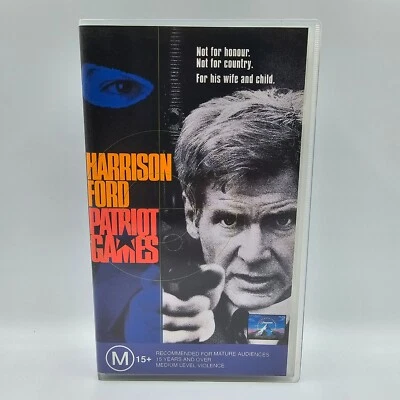 Not for honour.
Not for country.
For his wife and child.
HARRISON
FORD
PATRIOT
GAMES
M 15+
RECOMMENDED FOR MATURE AUDIENCES
15 YEARS AND OVER
MEDIUM LEVEL VIOLENCE